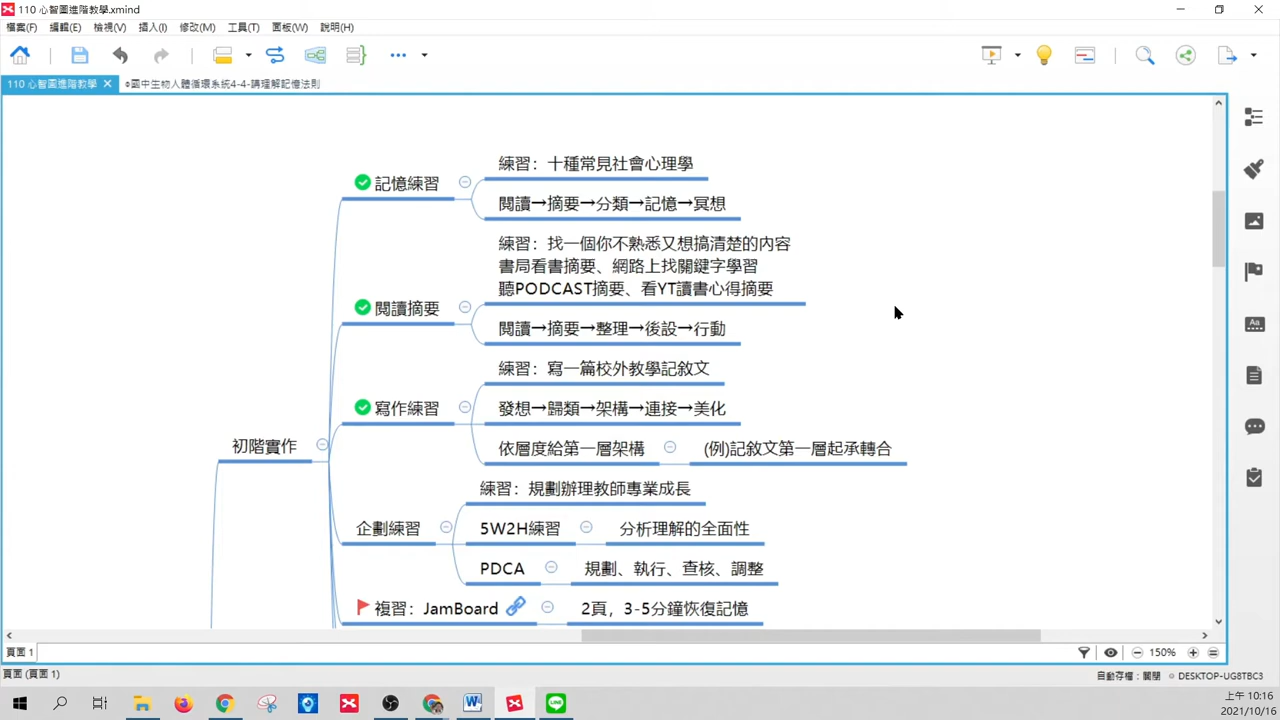 110 心智圖進階教學.xmind
檔案(F) 編輯(E) 檢視(V) 插入(I) 修改(M) 工具(T) 面板(W) 說明(H)
110 心智圖進階教學
國中生物人體循環系統4-4-講理解記憶法則
練習：十種常見社會心理學
記憶練習
閱讀→摘要→分類→記憶→冥想
練習：找一個你不熟悉又想搞清楚的內容
書局看書摘要、網路上找關鍵字學習
聽PODCAST摘要、看YT讀書心得摘要
閱讀摘要
閱讀→摘要→整理→後設→行動
練習：寫一篇校外教學記敘文
寫作練習
發想→歸類→架構→連接→美化
初階實作
依層度給第一層架構
(例)記敘文第一層起承轉合
練習：規劃辦理教師專業成長
企劃練習
5W2H練習
分析理解的全面性
PDCA
規劃、執行、查核、調整
複習：JamBoard
2頁，3-5分鐘恢復記憶
頁面 1
150%
頁面 (頁面 1)
自動存檔：關閉
DESKTOP-UG8TBC3
Aa
上午 10:16
2021/10/16